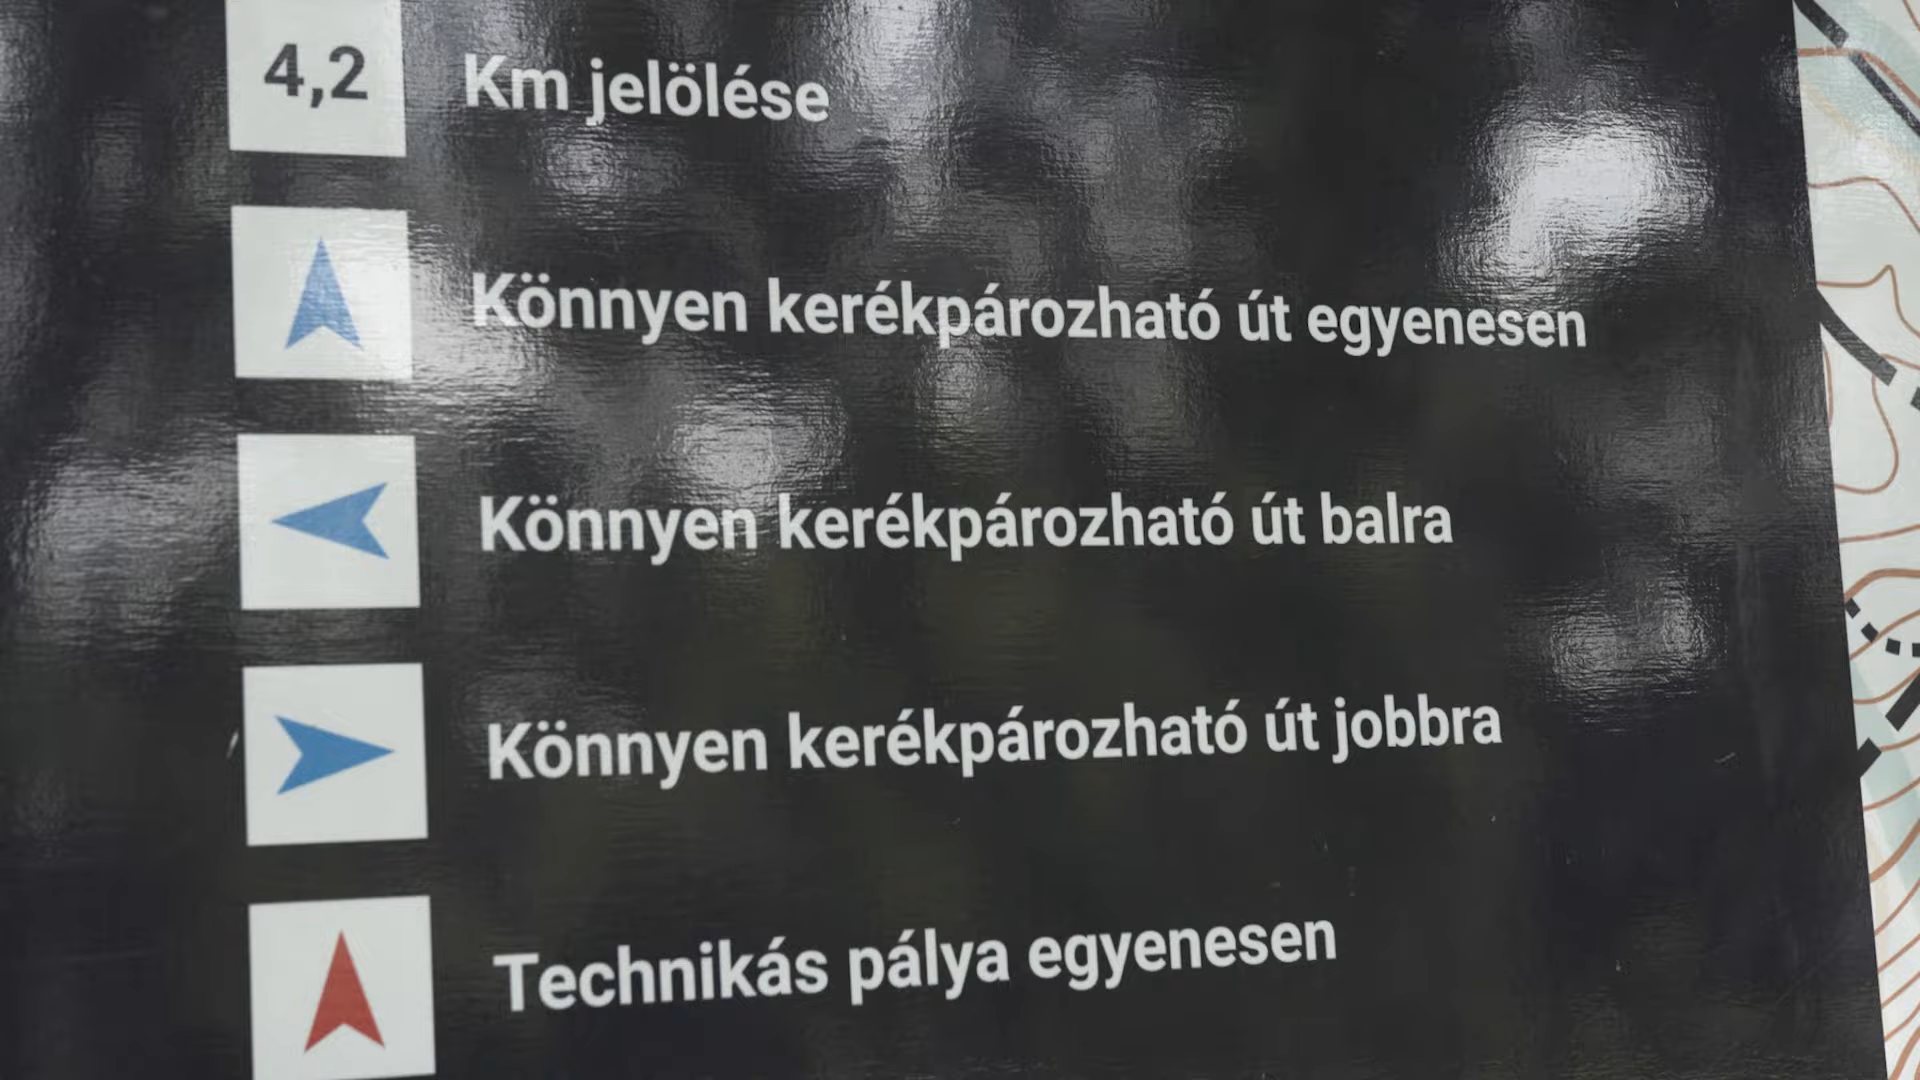 4,2 Km jelölése
Könnyen kerékpározható út egyenesen
Könnyen kerékpározható út balra
Könnyen kerékpározható út jobbra
Technikás pálya egyenesen